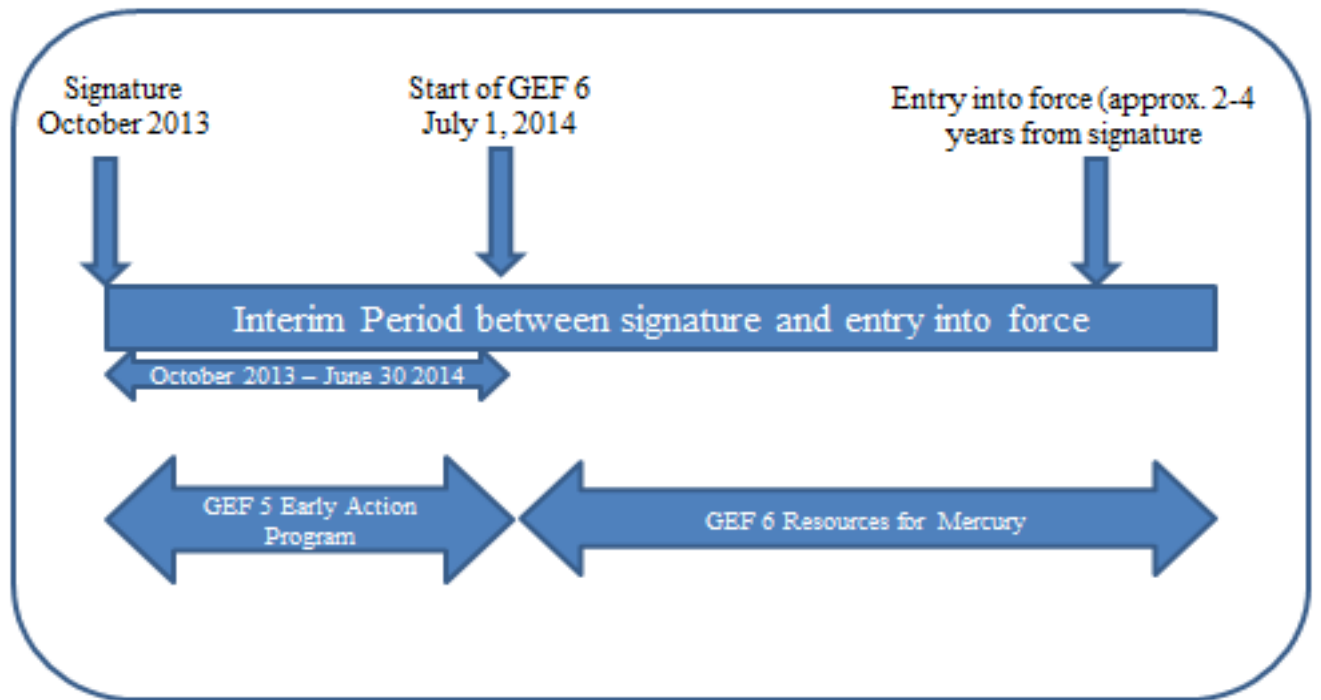 Signature
October 2013
Start of GEF 6
July 1, 2014
Entry into force (approx. 2-4
years from signature
Interim Period between signature and entry into force
October 2013 – June 30 2014
GEF 5 Early Action
Program
GEF 6 Resources for Mercury